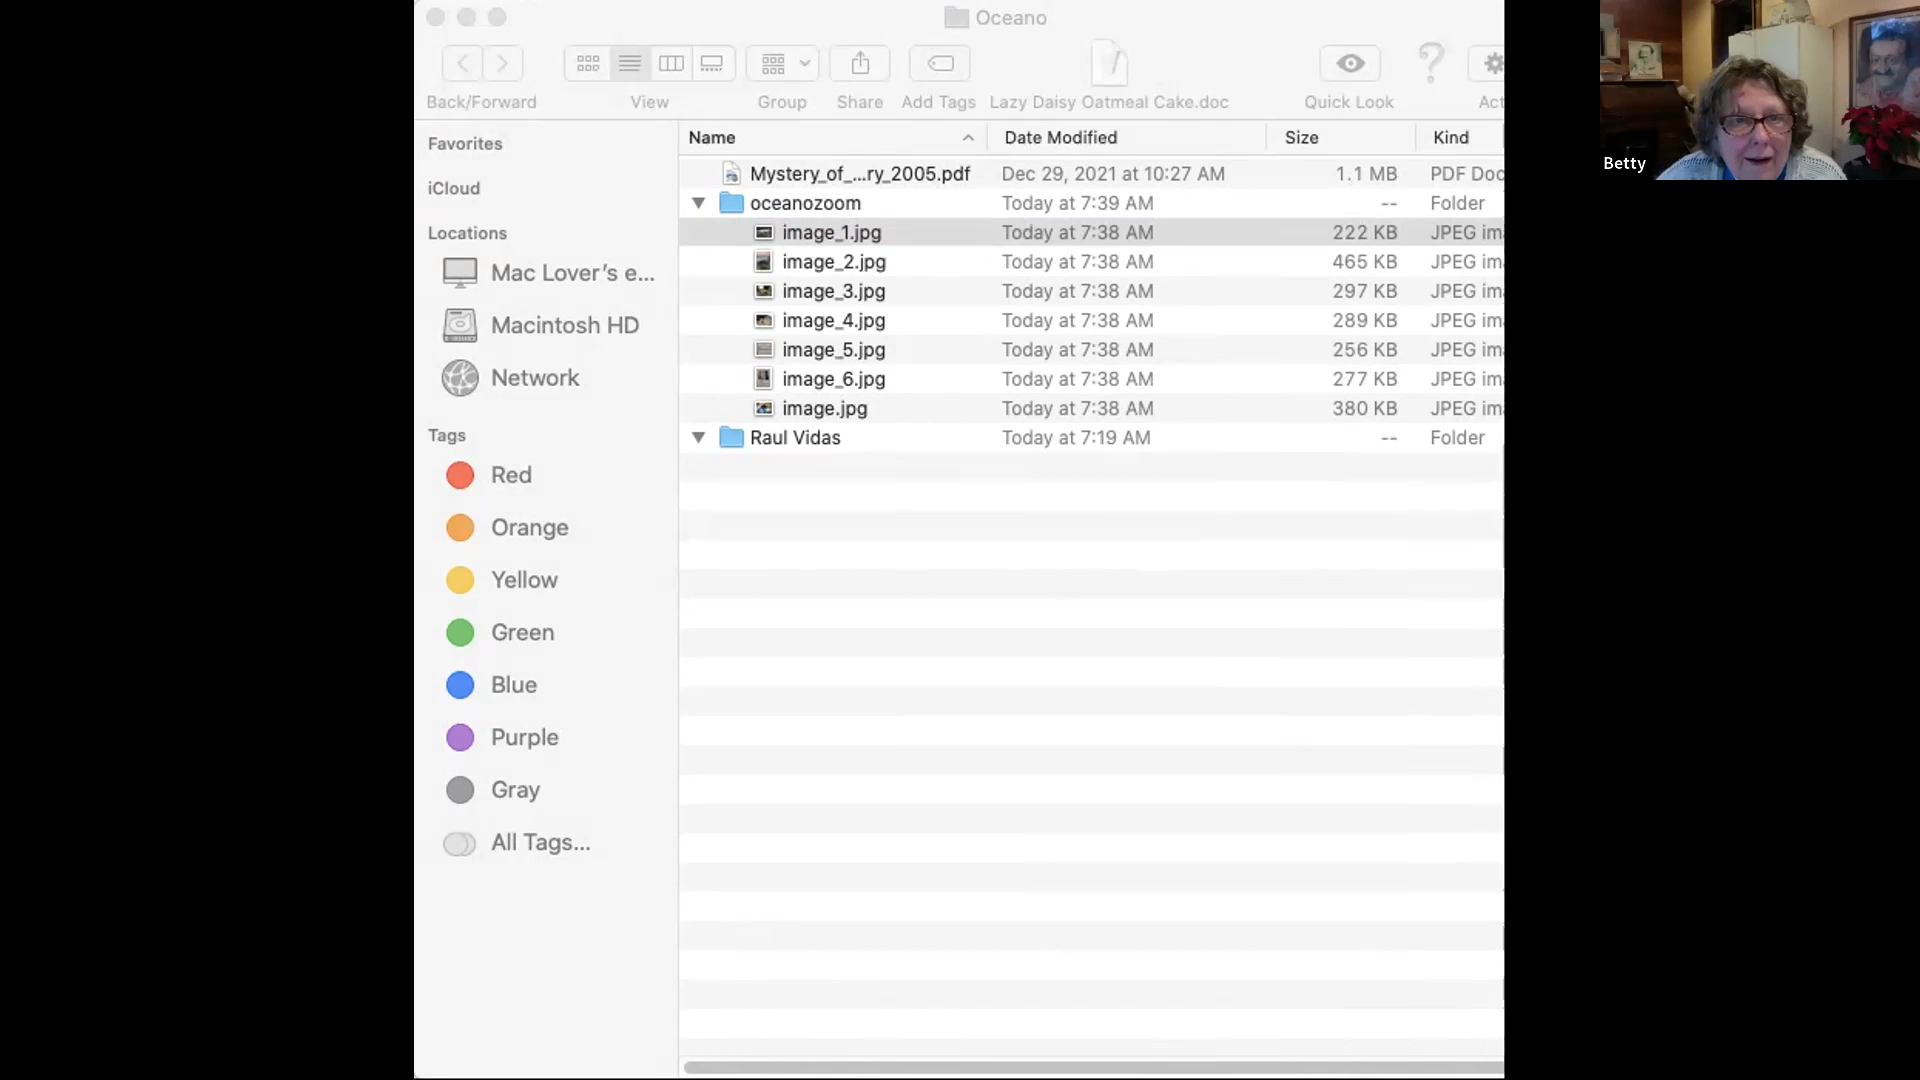 Oceano
Back/Forward View Group Share Add Tags Lazy Daisy Oatmeal Cake.doc Quick Look Act
Favorites
iCloud
Locations
Mac Lover’s e...
Macintosh HD
Network
Tags
Red
Orange
Yellow
Green
Blue
Purple
Gray
All Tags...
Name Date Modified Size Kind
Mystery_of_...ry_2005.pdf Dec 29, 2021 at 10:27 AM 1.1 MB PDF Doc
oceanozoom Today at 7:39 AM -- Folder
image_1.jpg Today at 7:38 AM 222 KB JPEG im
image_2.jpg Today at 7:38 AM 465 KB JPEG im
image_3.jpg Today at 7:38 AM 297 KB JPEG im
image_4.jpg Today at 7:38 AM 289 KB JPEG im
image_5.jpg Today at 7:38 AM 256 KB JPEG im
image_6.jpg Today at 7:38 AM 277 KB JPEG im
image.jpg Today at 7:38 AM 380 KB JPEG im
Raul Vidas Today at 7:19 AM -- Folder
Betty